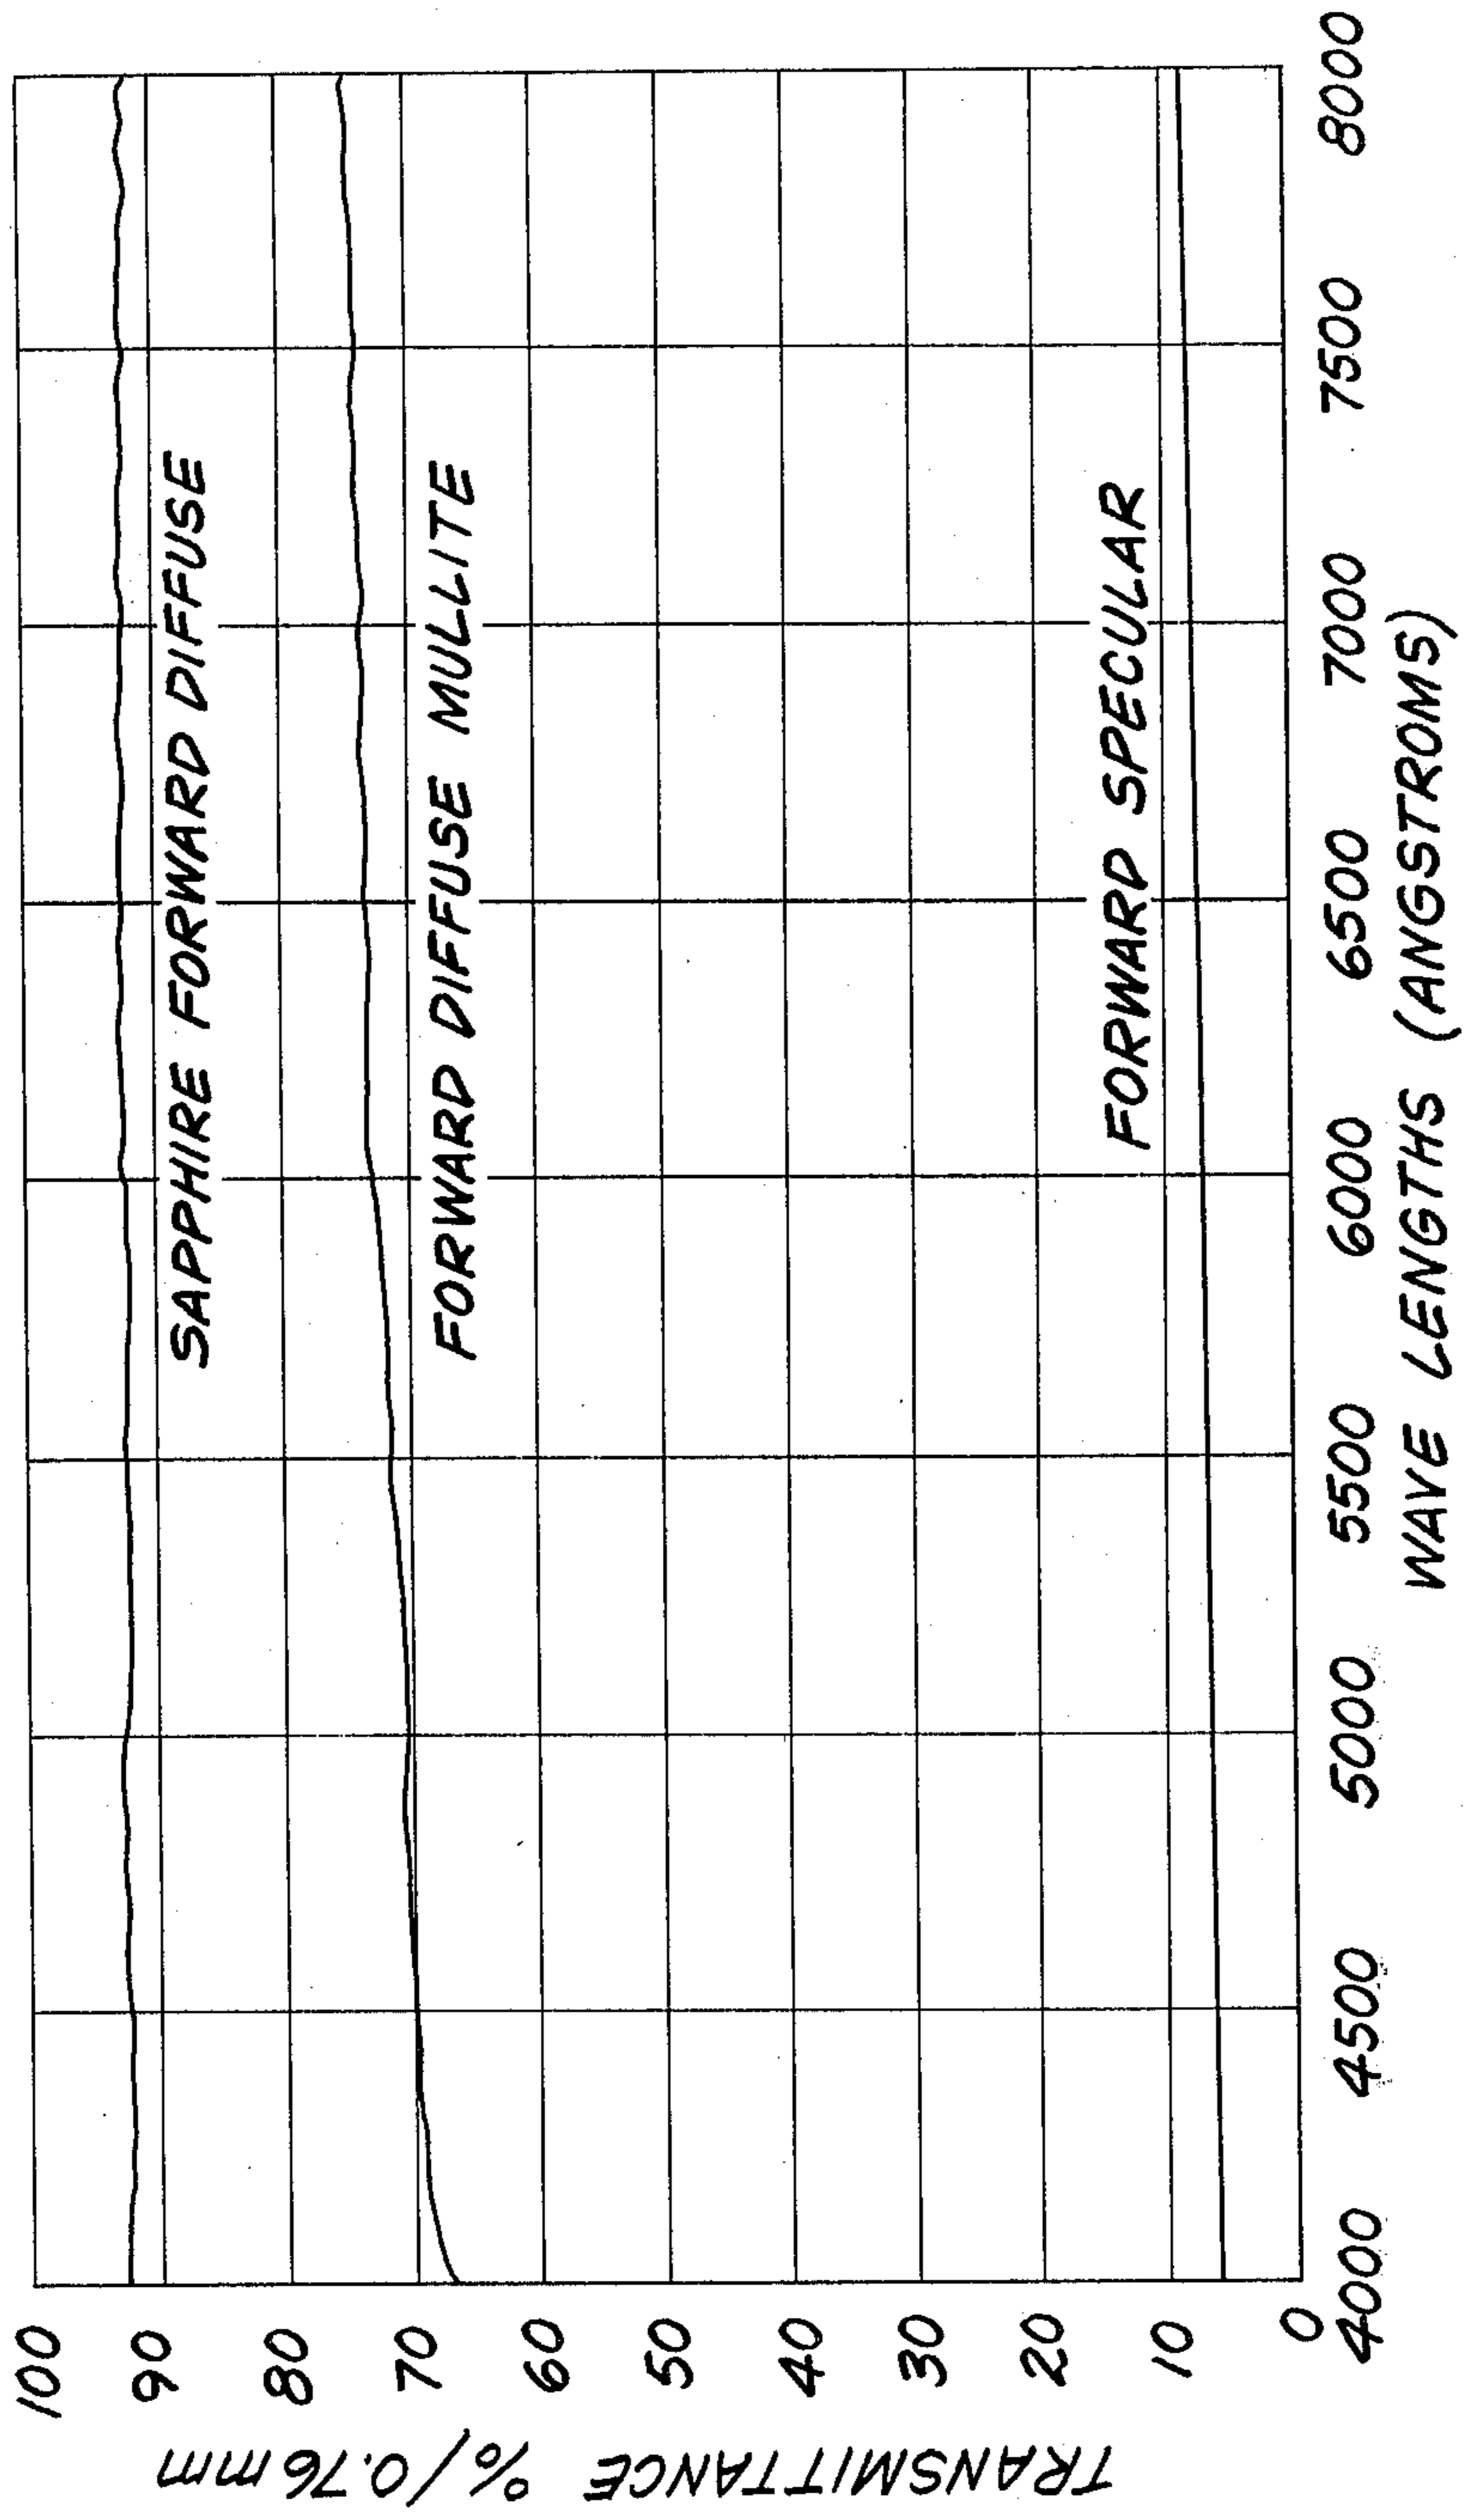 TRANSMITTANCE %/0.76mm
100
90
80
70
60
50
40
30
20
10
0
SAPPHIRE FORWARD DIFFUSE
FORWARD DIFFUSE MULLITE
FORWARD SPECULAR
4000 4500 5000 5500 6000 6500 7000 7500 8000
WAVE LENGTHS (ANGSTROMS)